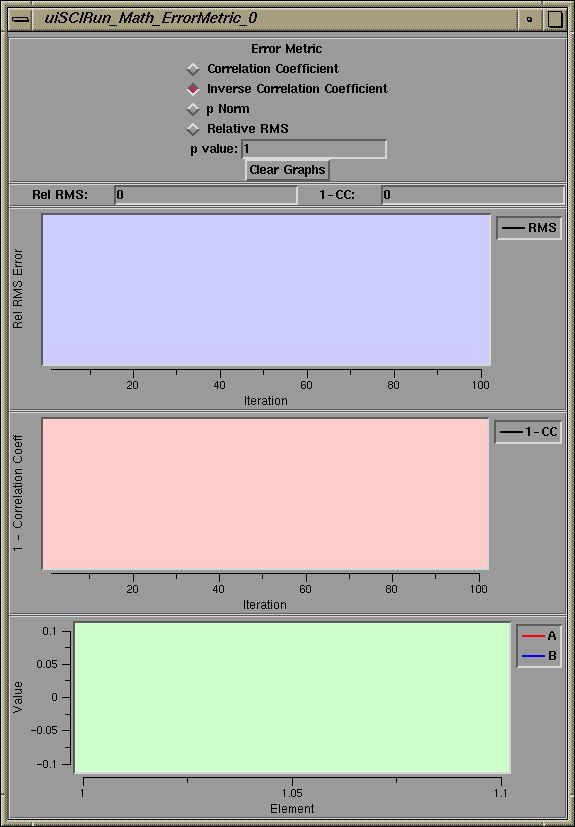 uiSCIRun_Math_ErrorMetric_0
Error Metric
Correlation Coefficient
Inverse Correlation Coefficient
p Norm
Relative RMS
p value: 1
Clear Graphs
Rel RMS: 0 1-CC: 0
RMS
Rel RMS Error
20 40 60 80 100
Iteration
1-CC
1 - Correlation Coeff
20 40 60 80 100
Iteration
A
B
Value
0.1
0.05
0
-0.05
-0.1
1 1.05 1.1
Element